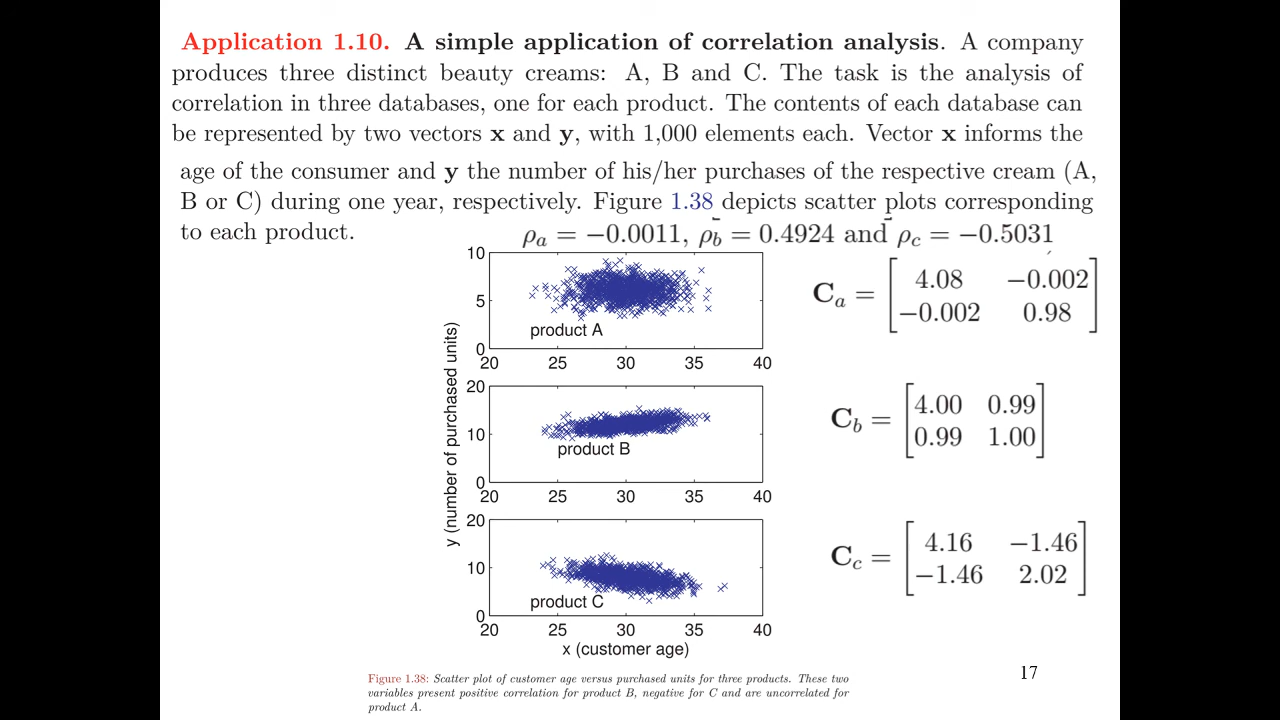 Application 1.10. A simple application of correlation analysis. A company
produces three distinct beauty creams: A, B and C. The task is the analysis of
correlation in three databases, one for each product. The contents of each database can
be represented by two vectors x and y, with 1,000 elements each. Vector x informs the
age of the consumer and y the number of his/her purchases of the respective cream (A,
B or C) during one year, respectively. Figure 1.38 depicts scatter plots corresponding
to each product.
ρa = −0.0011, ρb = 0.4924 and ρc = −0.5031
y (number of purchased units)
10
5
0
product A
20 25 30 35 40
Ca = [ 4.08 −0.002
−0.002 0.98 ]
20
10
0
product B
20 25 30 35 40
Cb = [ 4.00 0.99
0.99 1.00 ]
20
10
0
product C
20 25 30 35 40
x (customer age)
Cc = [ 4.16 −1.46
−1.46 2.02 ]
Figure 1.38: Scatter plot of customer age versus purchased units for three products. These two
variables present positive correlation for product B, negative for C and are uncorrelated for
product A.
17